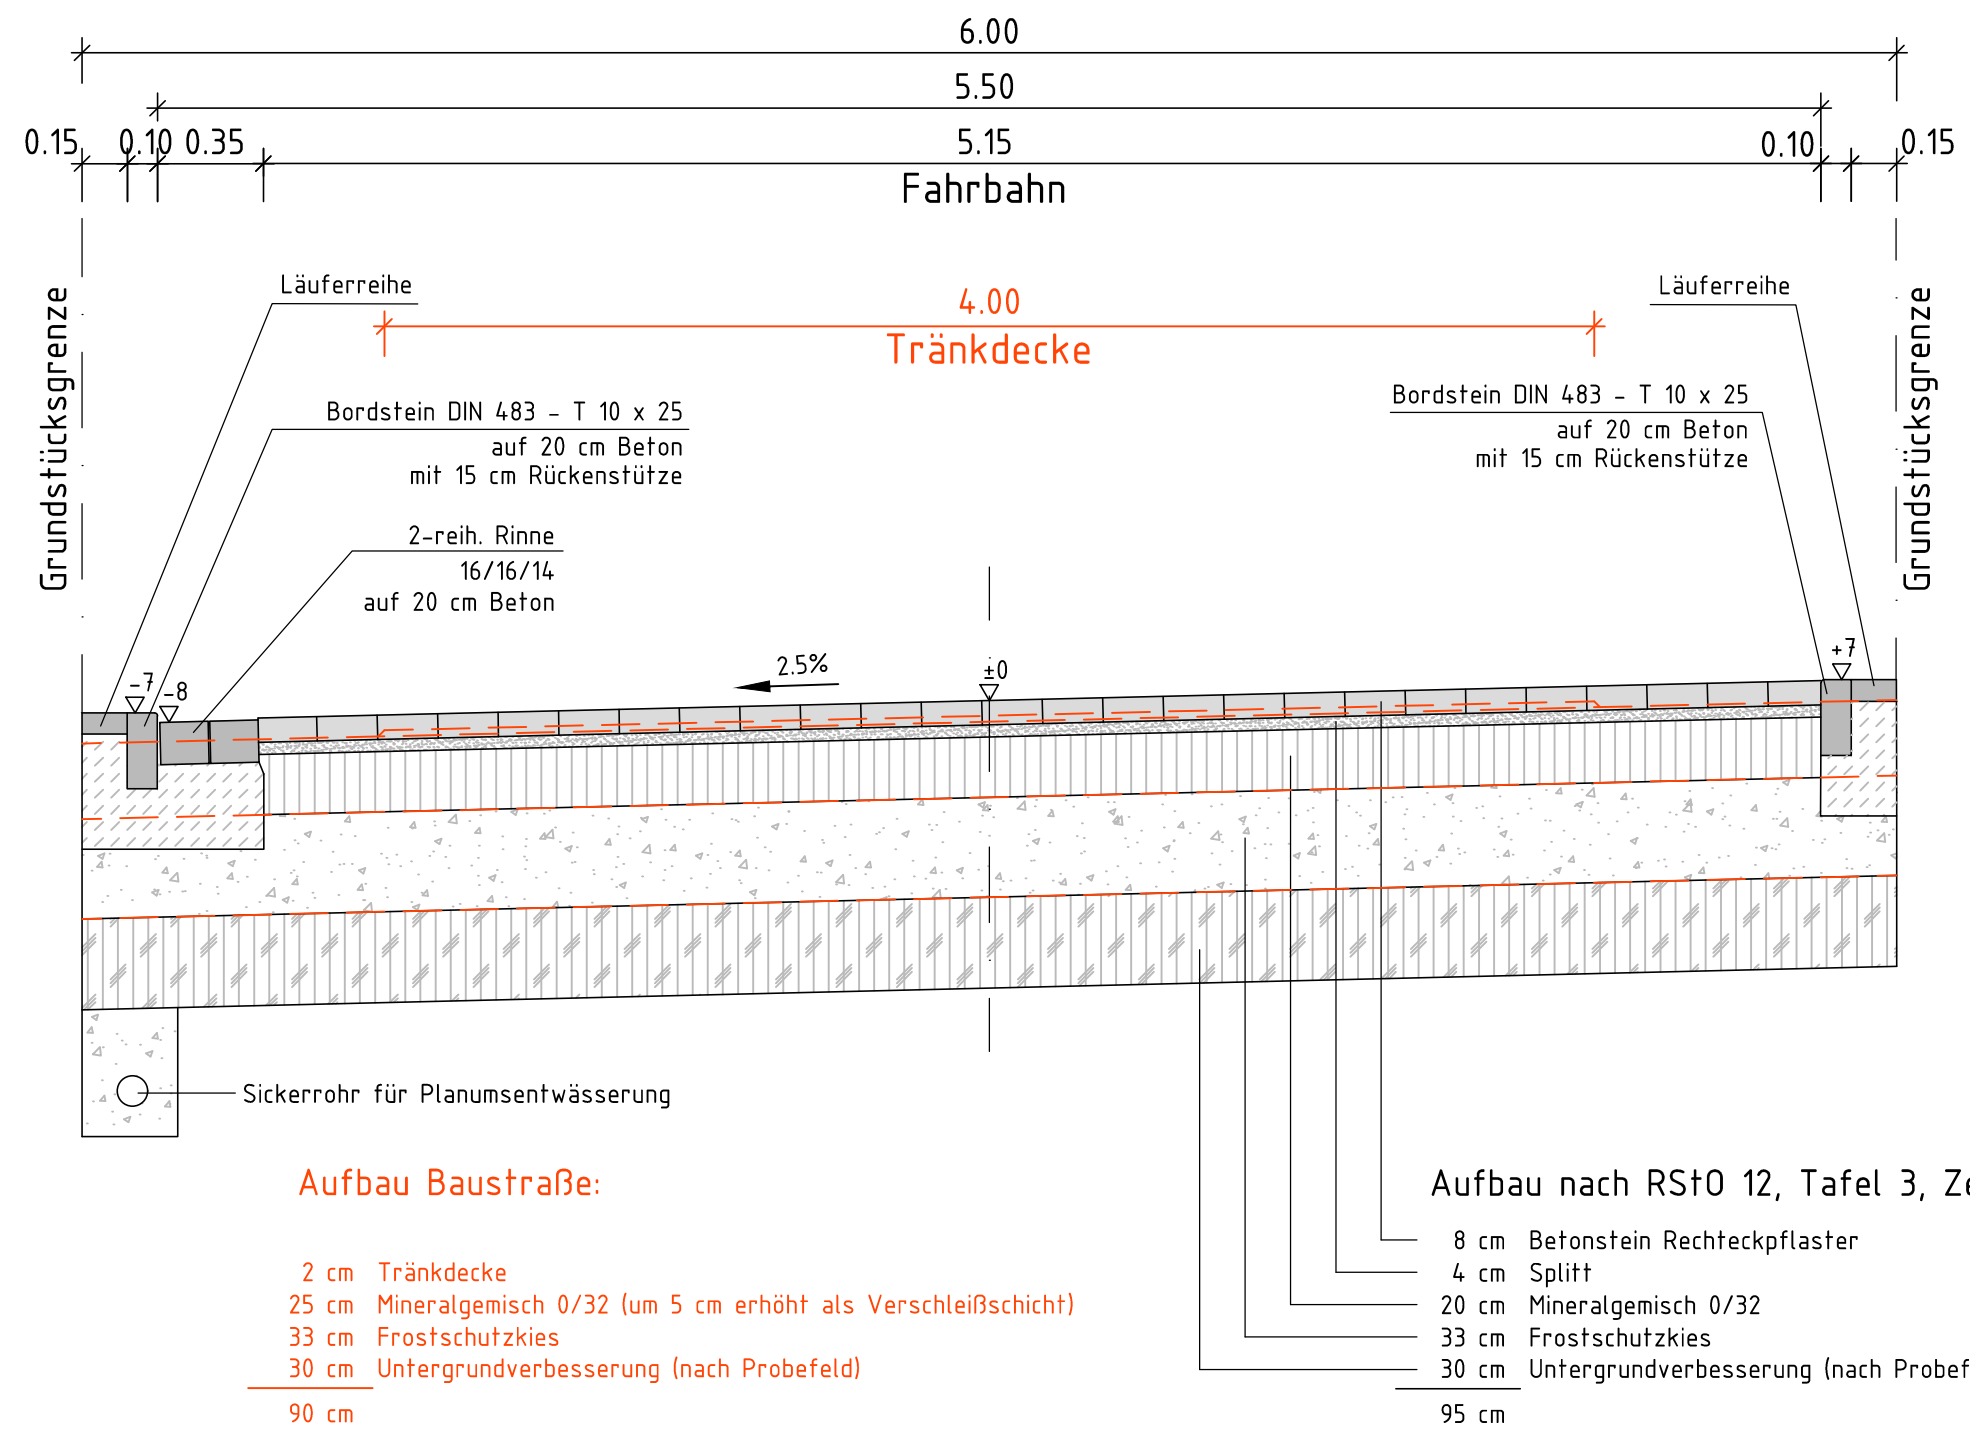 6.00
5.50
0.15 0.10 0.35 5.15 0.10 0.15
Fahrbahn
Läuferreihe
Läuferreihe
4.00
Tränkdecke
Grundstücksgrenze
Grundstücksgrenze
Bordstein DIN 483 - T 10 x 25
auf 20 cm Beton
mit 15 cm Rückenstütze
Bordstein DIN 483 - T 10 x 25
auf 20 cm Beton
mit 15 cm Rückenstütze
2-reih. Rinne
16/16/14
auf 20 cm Beton
-7
-8
2.5%
±0
+7
Sickerrohr für Planumsentwässerung
Aufbau Baustraße:
2 cm Tränkdecke
25 cm Mineralgemisch 0/32 (um 5 cm erhöht als Verschleißschicht)
33 cm Frostschutzkies
30 cm Untergrundverbesserung (nach Probefeld)
90 cm
Aufbau nach RStO 12, Tafel 3,
8 cm Betonstein Rechteckpflaster
4 cm Splitt
20 cm Mineralgemisch 0/32
33 cm Frostschutzkies
30 cm Untergrundverbesserung (nach
95 cm